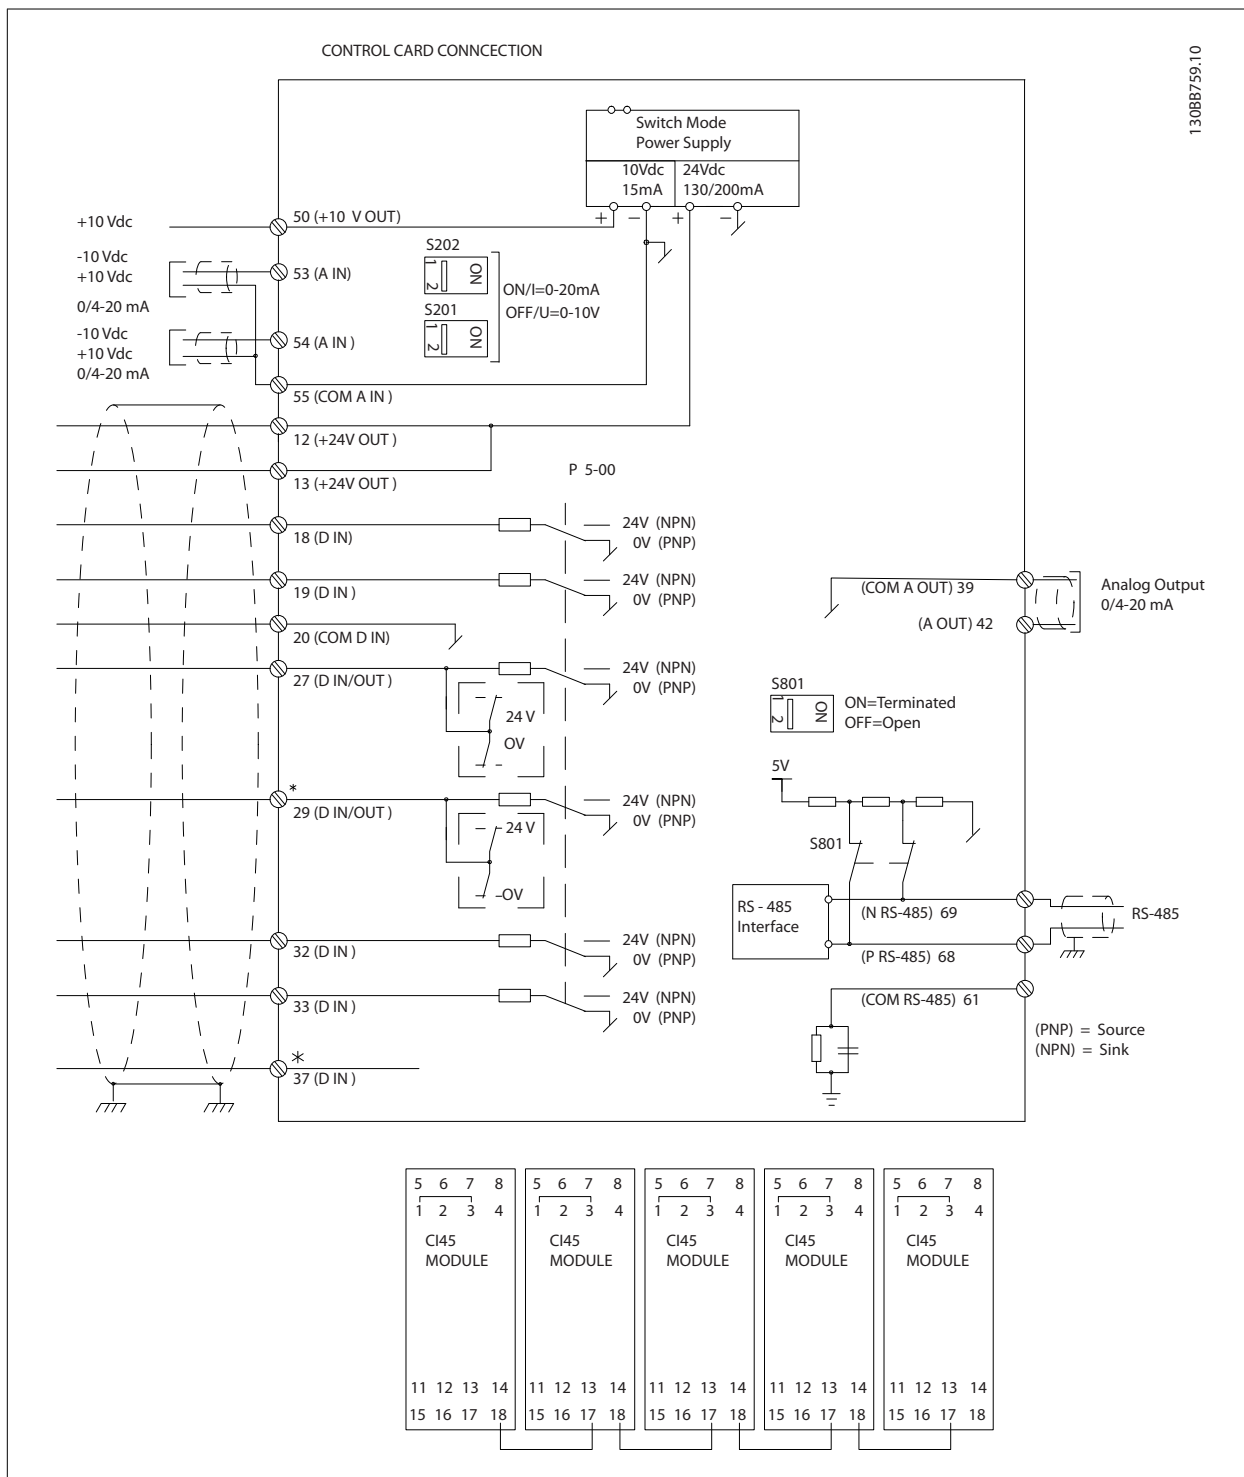 CONTROL CARD CONNCECTION
130BB759.10
Switch Mode
Power Supply
10Vdc
15mA
24Vdc
130/200mA
+ − + −
+10 Vdc
50 (+10 V OUT)
-10 Vdc
+10 Vdc
0/4-20 mA
53 (A IN)
S202
1 2 ON
ON/I=0-20mA
OFF/U=0-10V
S201
1 2 ON
-10 Vdc
+10 Vdc
0/4-20 mA
54 (A IN )
55 (COM A IN )
12 (+24V OUT )
13 (+24V OUT )
P 5-00
18 (D IN)
24V (NPN)
0V (PNP)
19 (D IN )
24V (NPN)
0V (PNP)
(COM A OUT) 39
Analog Output
0/4-20 mA
(A OUT) 42
20 (COM D IN)
27 (D IN/OUT )
24V (NPN)
0V (PNP)
24 V
OV
S801
1 2 ON
ON=Terminated
OFF=Open
5V
*
29 (D IN/OUT )
24V (NPN)
0V (PNP)
24 V
OV
S801
RS - 485
Interface
(N RS-485) 69
RS-485
(P RS-485) 68
32 (D IN )
24V (NPN)
0V (PNP)
(COM RS-485) 61
33 (D IN )
24V (NPN)
0V (PNP)
(PNP) = Source
(NPN) = Sink
*
37 (D IN )
5 6 7 8
1 2 3 4
CI45
MODULE
11 12 13 14
15 16 17 18
5 6 7 8
1 2 3 4
CI45
MODULE
11 12 13 14
15 16 17 18
5 6 7 8
1 2 3 4
CI45
MODULE
11 12 13 14
15 16 17 18
5 6 7 8
1 2 3 4
CI45
MODULE
11 12 13 14
15 16 17 18
5 6 7 8
1 2 3 4
CI45
MODULE
11 12 13 14
15 16 17 18